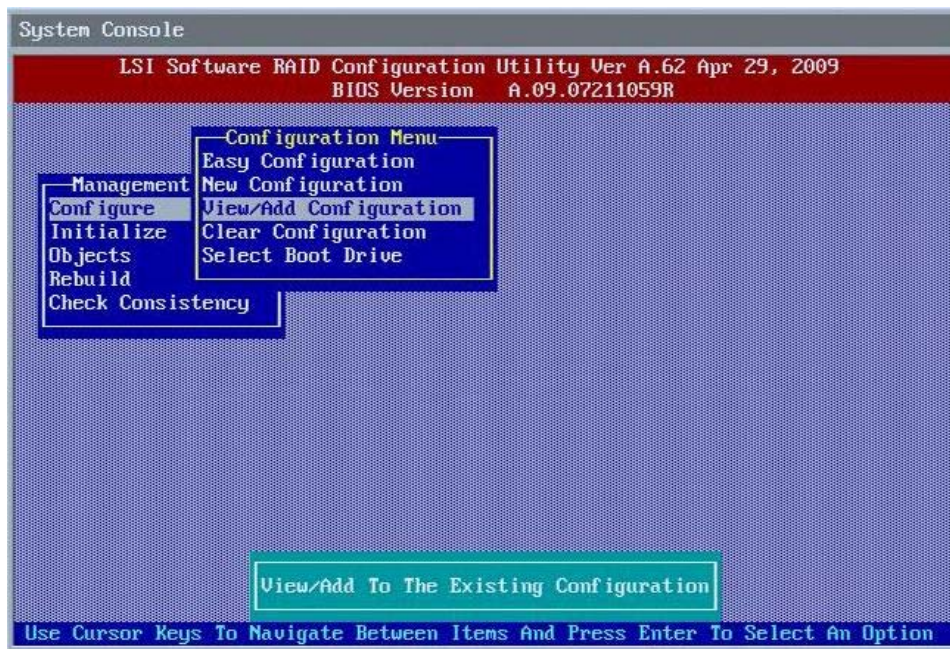 System Console
LSI Software RAID Configuration Utility Ver A.62 Apr 29, 2009
BIOS Version A.09.07211059R
Configuration Menu
Easy Configuration
New Configuration
View/Add Configuration
Clear Configuration
Select Boot Drive
Management
Configure
Initialize
Objects
Rebuild
Check Consistency
View/Add To The Existing Configuration
Use Cursor Keys To Navigate Between Items And Press Enter To Select An Option